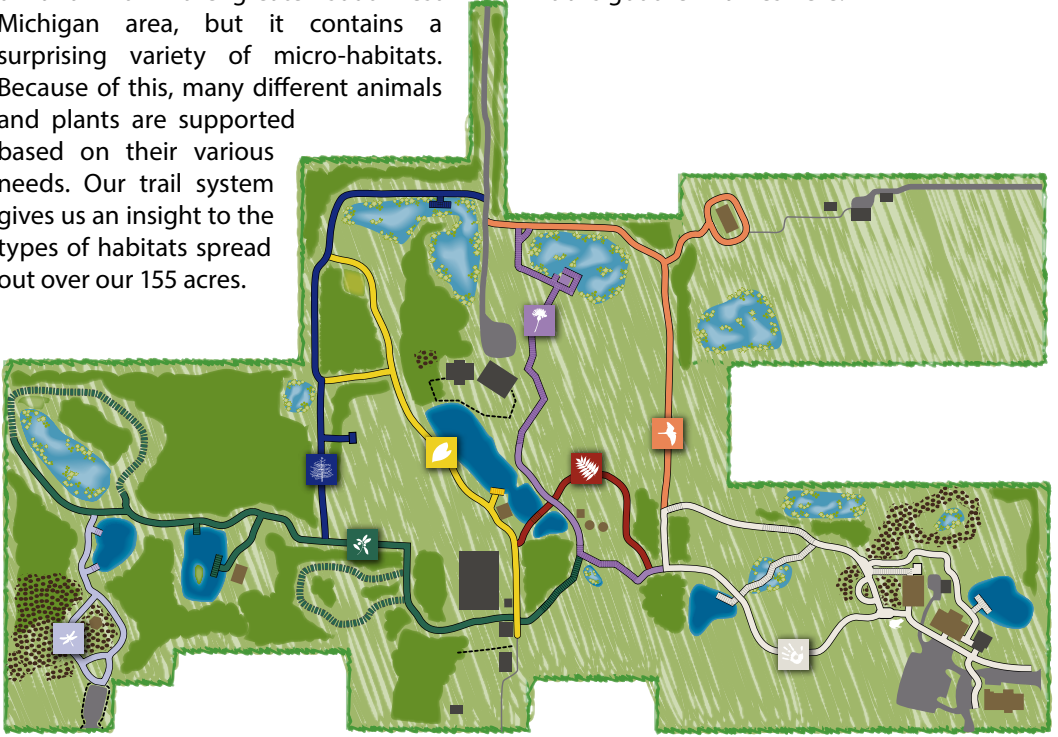 Michigan area, but it contains a
surprising variety of micro-habitats.
Because of this, many different animals
and plants are supported
based on their various
needs. Our trail system
gives us an insight to the
types of habitats spread
out over our 155 acres.